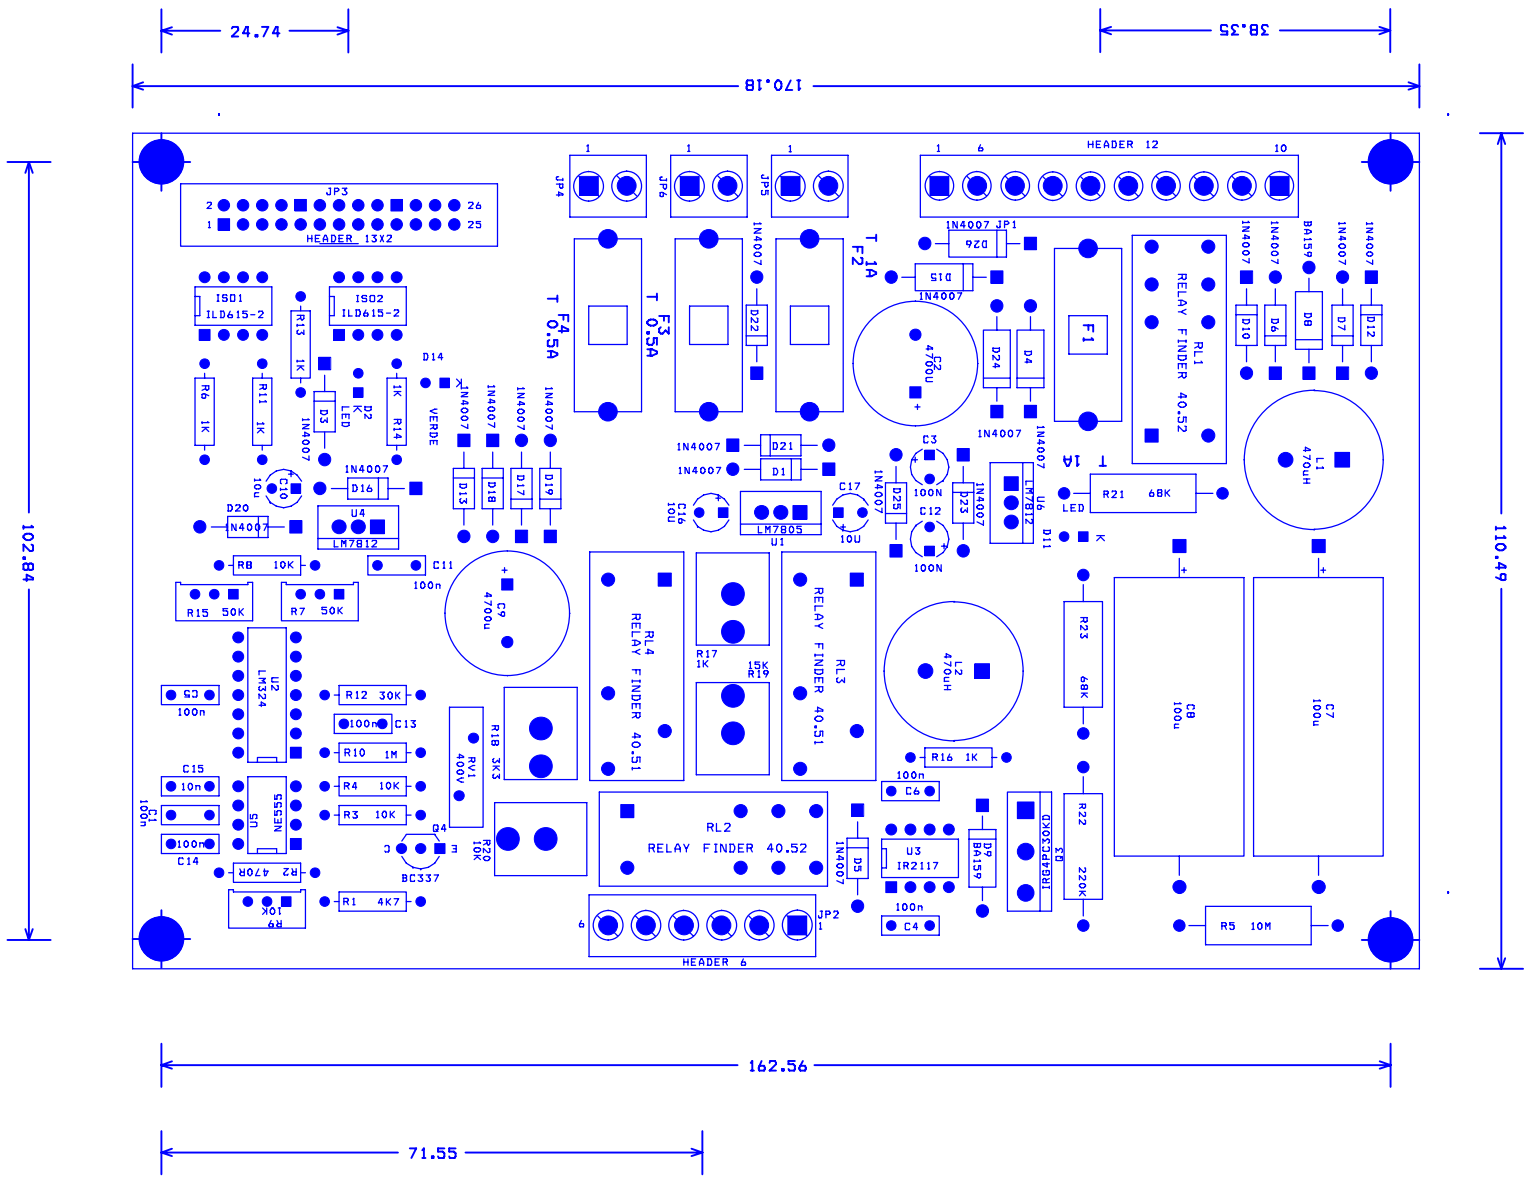 24.74
38.35
170.18
102.84
110.49
162.56
71.55
JP3
2
26
1
25
HEADER 13X2
1
JP4
1
JP6
1
JP5
HEADER 12
1 6 10
1N4007 JP1
D26
D15
1N4007
T 1A
F2
F4
T 0.5A
F3
T 0.5A
1N4007
D22
ISO1
ILD615-2
ISO2
ILD615-2
R13
1K
R6
1K
R11
1K
D3
1N4007
D2
LED
K
1K
R14
D14
K
VERDE
1N4007
D13
1N4007
D18
1N4007
D17
1N4007
D19
C10
10u
+
1N4007
D16
D20
1N4007
U4
LM7812
R8 10K
C11
100n
R15 50K
R7 50K
1N4007 D21
1N4007 D1
C16
10U
+
LM7805
U1
C17
10U
+
C2
4700U
+
D24
D4
1N4007
1N4007
C3
100N
+
C12
100N
+
D25
1N4007
D23
1N4007
LM7812
U6
F1
T 1A
RL1
RELAY FINDER 40.52
1N4007
D10
1N4007
D6
BA159
D8
1N4007
D7
1N4007
D12
L1
470uH
R21 68K
LED
D11
K
+
C9
4700u
RL4
RELAY FINDER 40.51
R17
1K
15K
R19
RL3
RELAY FINDER 40.51
L2
470uH
R23
68K
+
C8
100u
+
C7
100u
U2
LM324
C5
100n
R12 30K
100n C13
R10 1M
R4 10K
R3 10K
C15
10n
C1
100n
100n
C14
U5
NE555
R2 470R
10K
R9
R1 4K7
Q4
C E
BC337
RV1
400V
R18 3K3
R20
10K
RL2
RELAY FINDER 40.52
R16 1K
100n
C6
U3
IR2117
100n
C4
D5
1N4007
D9
BA159
IRG4PC30KD
Q3
R22
220K
R5 10M
6
JP2
1
HEADER 6